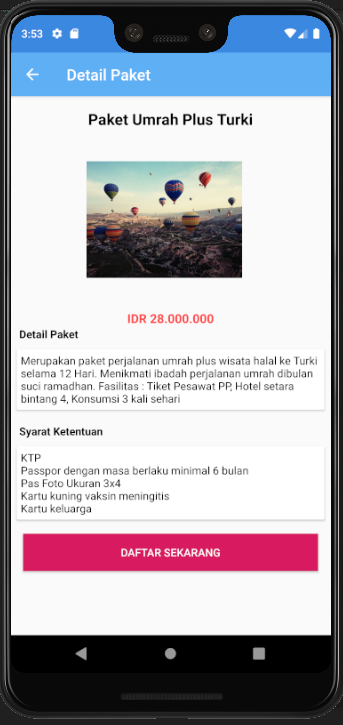 3:53
Detail Paket
Paket Umrah Plus Turki
IDR 28.000.000
Detail Paket
Merupakan paket perjalanan umrah plus wisata halal ke Turki
selama 12 Hari. Menikmati ibadah perjalanan umrah dibulan
suci ramadhan. Fasilitas : Tiket Pesawat PP, Hotel setara
bintang 4, Konsumsi 3 kali sehari
Syarat Ketentuan
KTP
Passpor dengan masa berlaku minimal 6 bulan
Pas Foto Ukuran 3x4
Kartu kuning vaksin meningitis
Kartu keluarga
DAFTAR SEKARANG